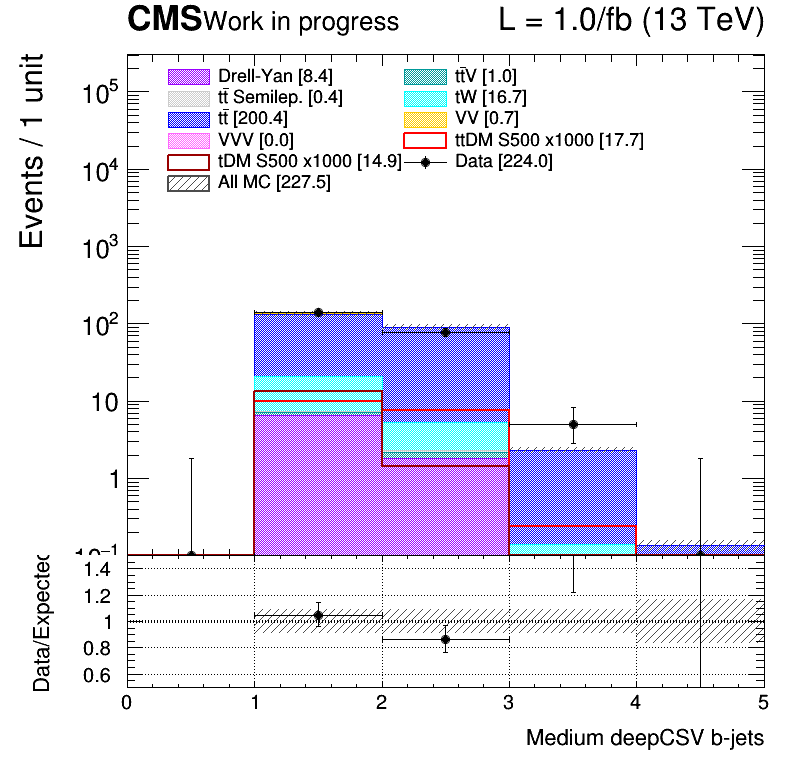 CMS Work in progress L = 1.0/fb (13 TeV)
Events / 1 unit
Drell-Yan [8.4] tt̄V [1.0]
tt̄ Semilep. [0.4] tW [16.7]
tt̄ [200.4] VV [0.7]
VVV [0.0] ttDM S500 x1000 [17.7]
tDM S500 x1000 [14.9] Data [224.0]
All MC [227.5]
10⁵
10⁴
10³
10²
10
1
10⁻¹
Data/Expected
1.4
1.2
1
0.8
0.6
0 1 2 3 4 5
Medium deepCSV b-jets